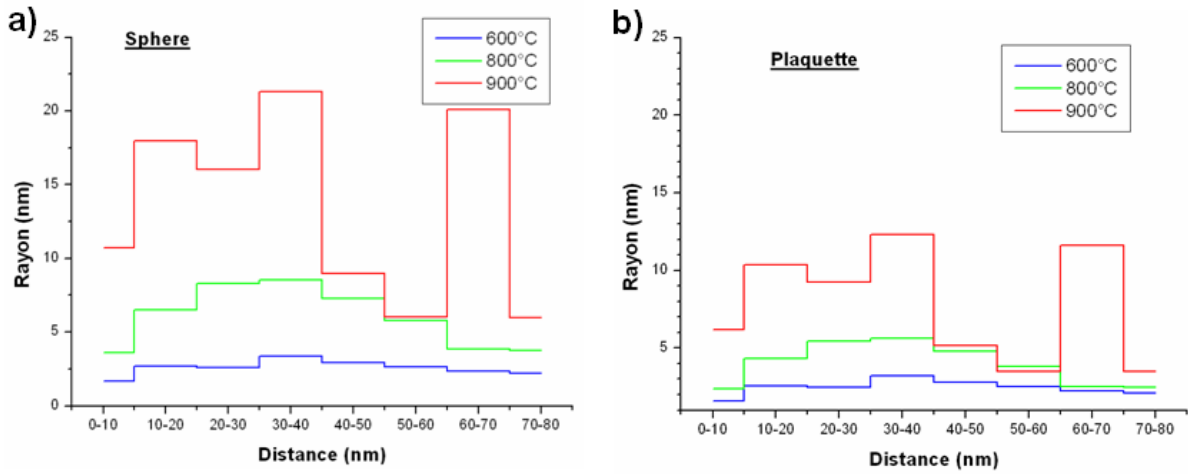 a)
Sphere
600°C
800°C
900°C
25
20
15
10
5
0
Rayon (nm)
0-10 10-20 20-30 30-40 40-50 50-60 60-70 70-80
Distance (nm)
b)
Plaquette
600°C
800°C
900°C
25
20
15
10
5
Rayon (nm)
0-10 10-20 20-30 30-40 40-50 50-60 60-70 70-80
Distance (nm)